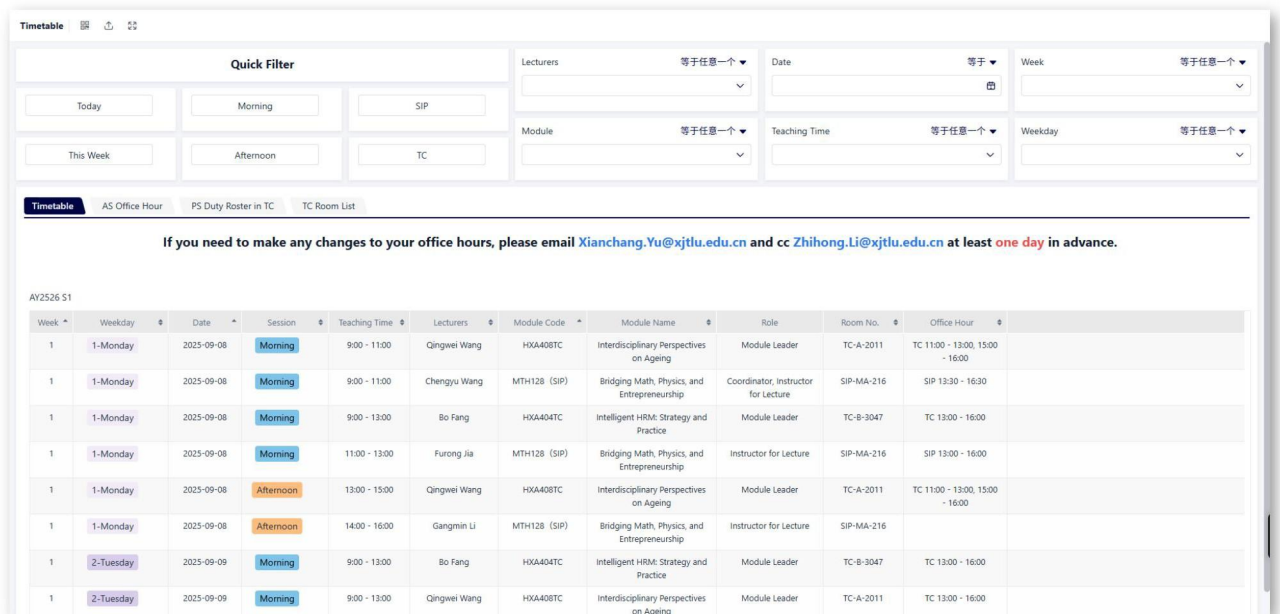 Timetable
Quick Filter
Today Morning SIP
This Week Afternoon TC
Lecturers 等于任意一个
Date 等于
Week 等于任意一个
Module 等于任意一个
Teaching Time 等于任意一个
Weekday 等于任意一个
Timetable AS Office Hour PS Duty Roster in TC TC Room List
If you need to make any changes to your office hours, please email Xianchang.Yu@xjtlu.edu.cn and cc Zhihong.Li@xjtlu.edu.cn at least one day in advance.
AY2526 S1
Week Weekday Date Session Teaching Time Lecturers Module Code Module Name Role Room No. Office Hour
1 1-Monday 2025-09-08 Morning 9:00 - 11:00 Qingwei Wang HXA408TC Interdisciplinary Perspectives Module Leader TC-A-2011 TC 11:00 - 13:00, 15:00
on Ageing - 16:00
1 1-Monday 2025-09-08 Morning 9:00 - 11:00 Chengyu Wang MTH128（SIP） Bridging Math, Physics, and Coordinator, Instructor SIP-MA-216 SIP 13:30 - 16:30
Entrepreneurship for Lecture
1 1-Monday 2025-09-08 Morning 9:00 - 13:00 Bo Fang HXA404TC Intelligent HRM: Strategy and Module Leader TC-B-3047 TC 13:00 - 16:00
Practice
1 1-Monday 2025-09-08 Morning 11:00 - 13:00 Furong Jia MTH128（SIP） Bridging Math, Physics, and Instructor for Lecture SIP-MA-216 SIP 13:00 - 16:00
Entrepreneurship
1 1-Monday 2025-09-08 Afternoon 13:00 - 15:00 Qingwei Wang HXA408TC Interdisciplinary Perspectives Module Leader TC-A-2011 TC 11:00 - 13:00, 15:00
on Ageing - 16:00
1 1-Monday 2025-09-08 Afternoon 14:00 - 16:00 Gangmin Li MTH128（SIP） Bridging Math, Physics, and Instructor for Lecture SIP-MA-216
Entrepreneurship
1 2-Tuesday 2025-09-09 Morning 9:00 - 13:00 Bo Fang HXA404TC Intelligent HRM: Strategy and Module Leader TC-B-3047 TC 13:00 - 16:00
Practice
1 2-Tuesday 2025-09-09 Morning 9:00 - 13:00 Qingwei Wang HXA408TC Interdisciplinary Perspectives Module Leader TC-A-2011 TC 13:00 - 16:00
on Ageing